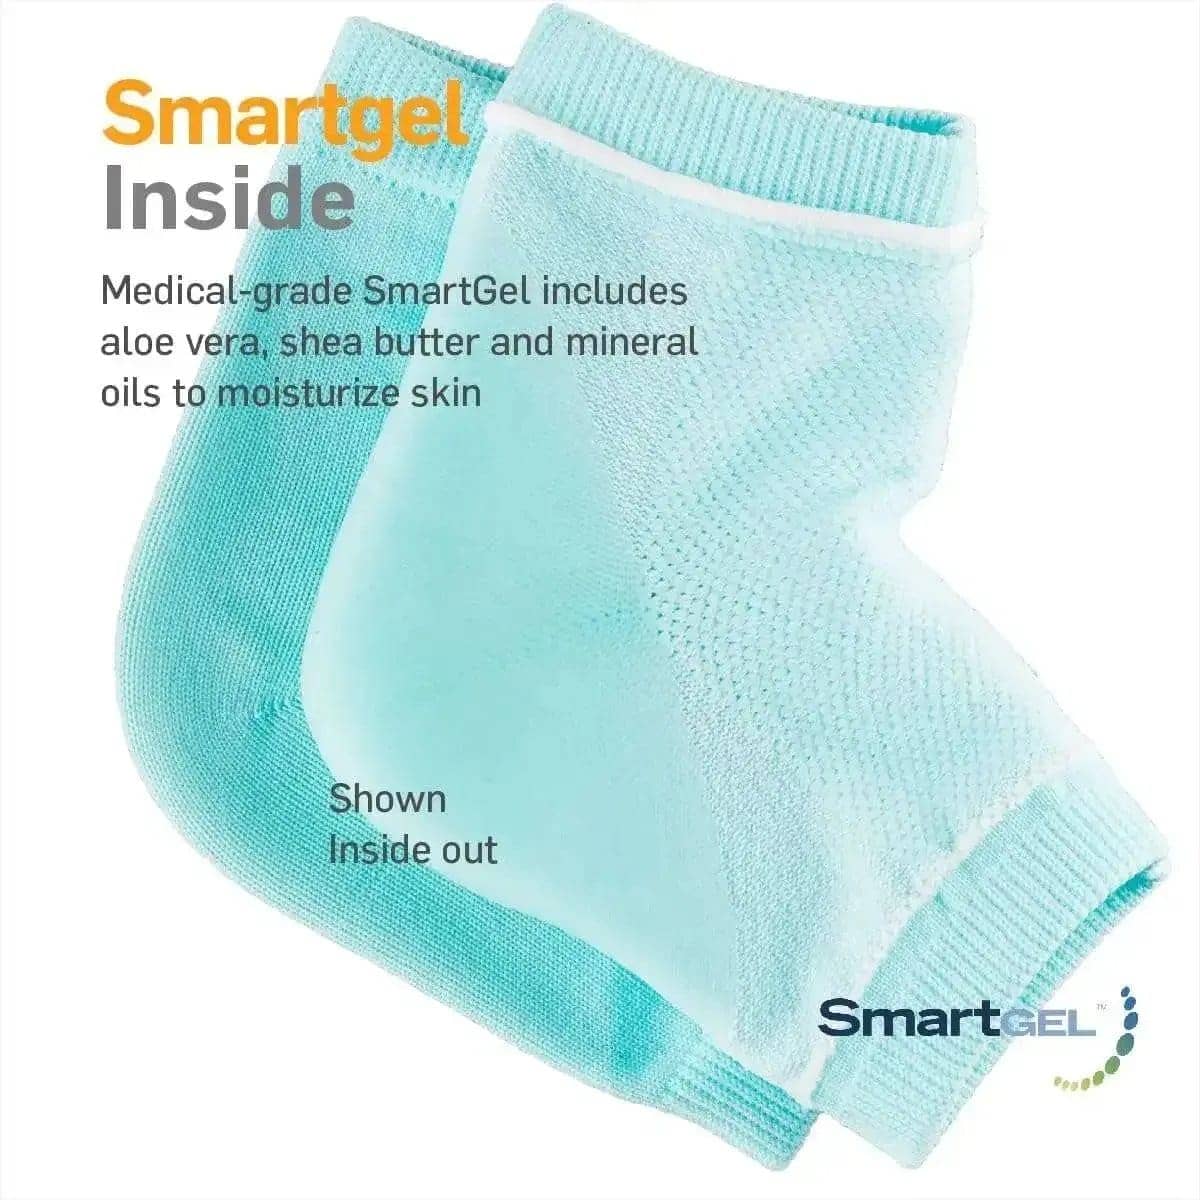 Smartgel
Inside
Medical-grade SmartGel includes
aloe vera, shea butter and mineral
oils to moisturize skin
Shown
Inside out
SmartGEL™